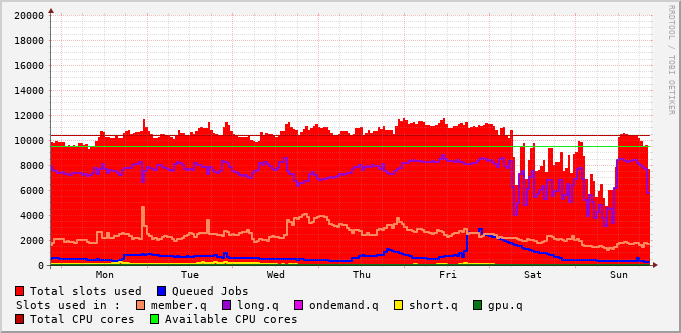 20000
18000
16000
14000
12000
10000
8000
6000
4000
2000
0
Mon Tue Wed Thu Fri Sat Sun
RRDTOOL / TOBI OETIKER
Total slots used Queued Jobs
Slots used in : member.q long.q ondemand.q short.q gpu.q
Total CPU cores Available CPU cores